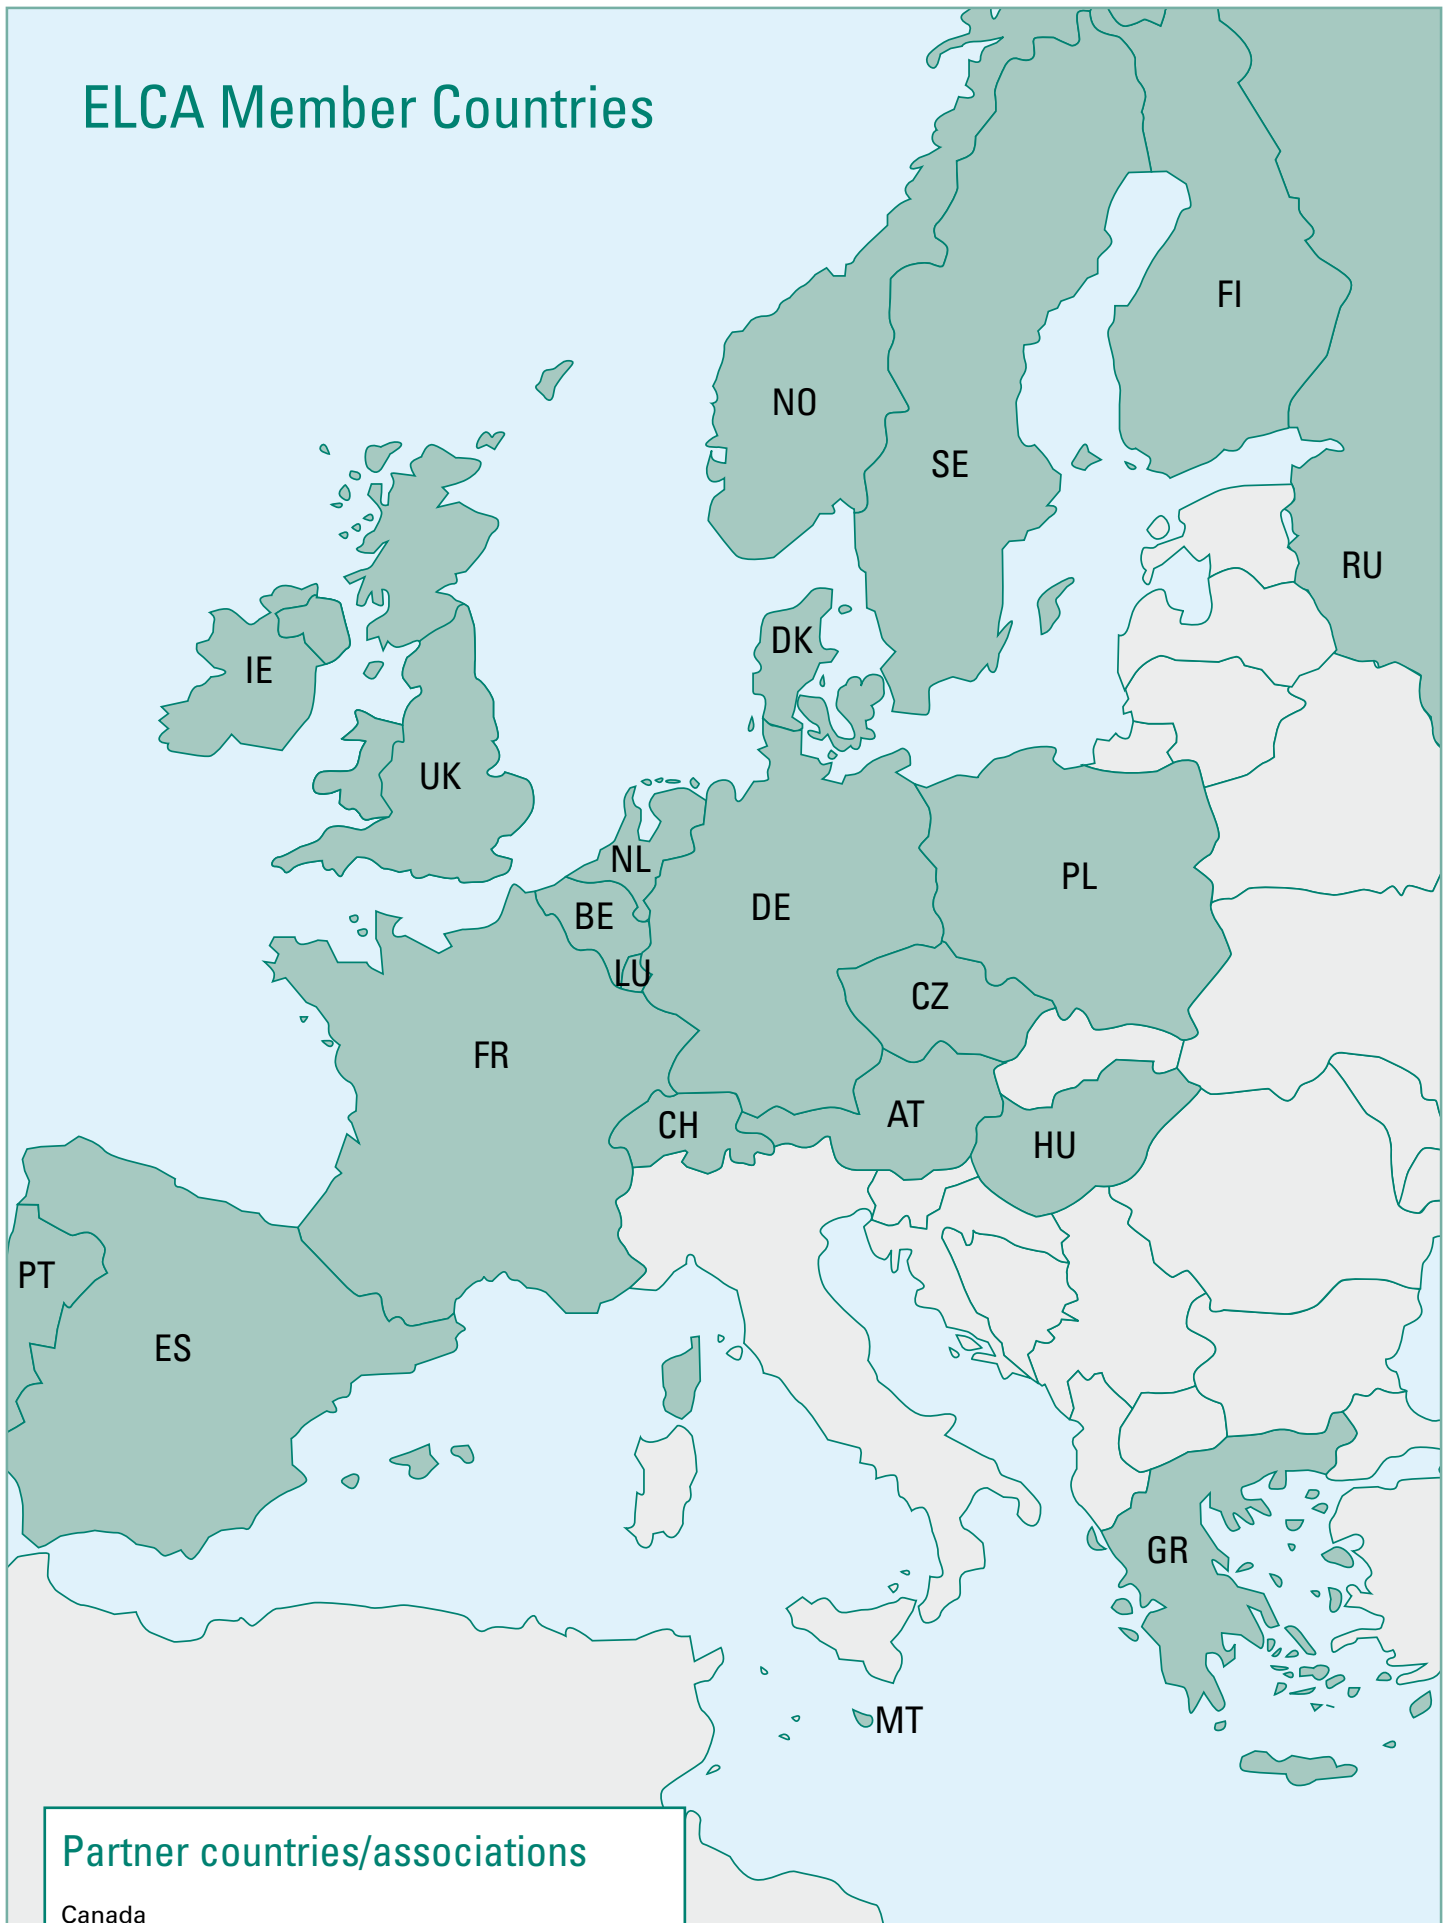 ELCA Member Countries
FI
NO
SE
RU
DK
IE
UK
NL
PL
DE
BE
LU
CZ
FR
AT
CH
HU
PT
ES
GR
MT
Partner countries/associations
Canada